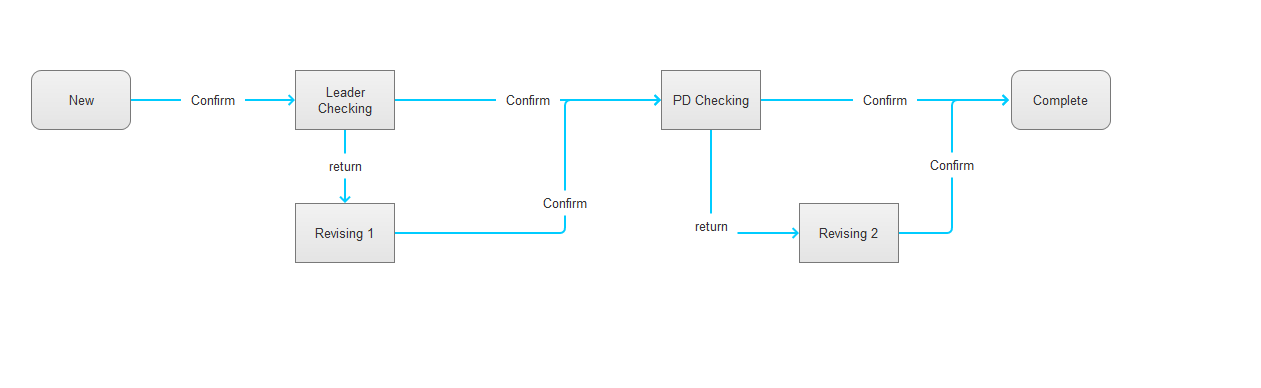 New
Confirm
Leader
Checking
Confirm
PD Checking
Confirm
Complete
return
Confirm
Confirm
return
Revising 1
Revising 2